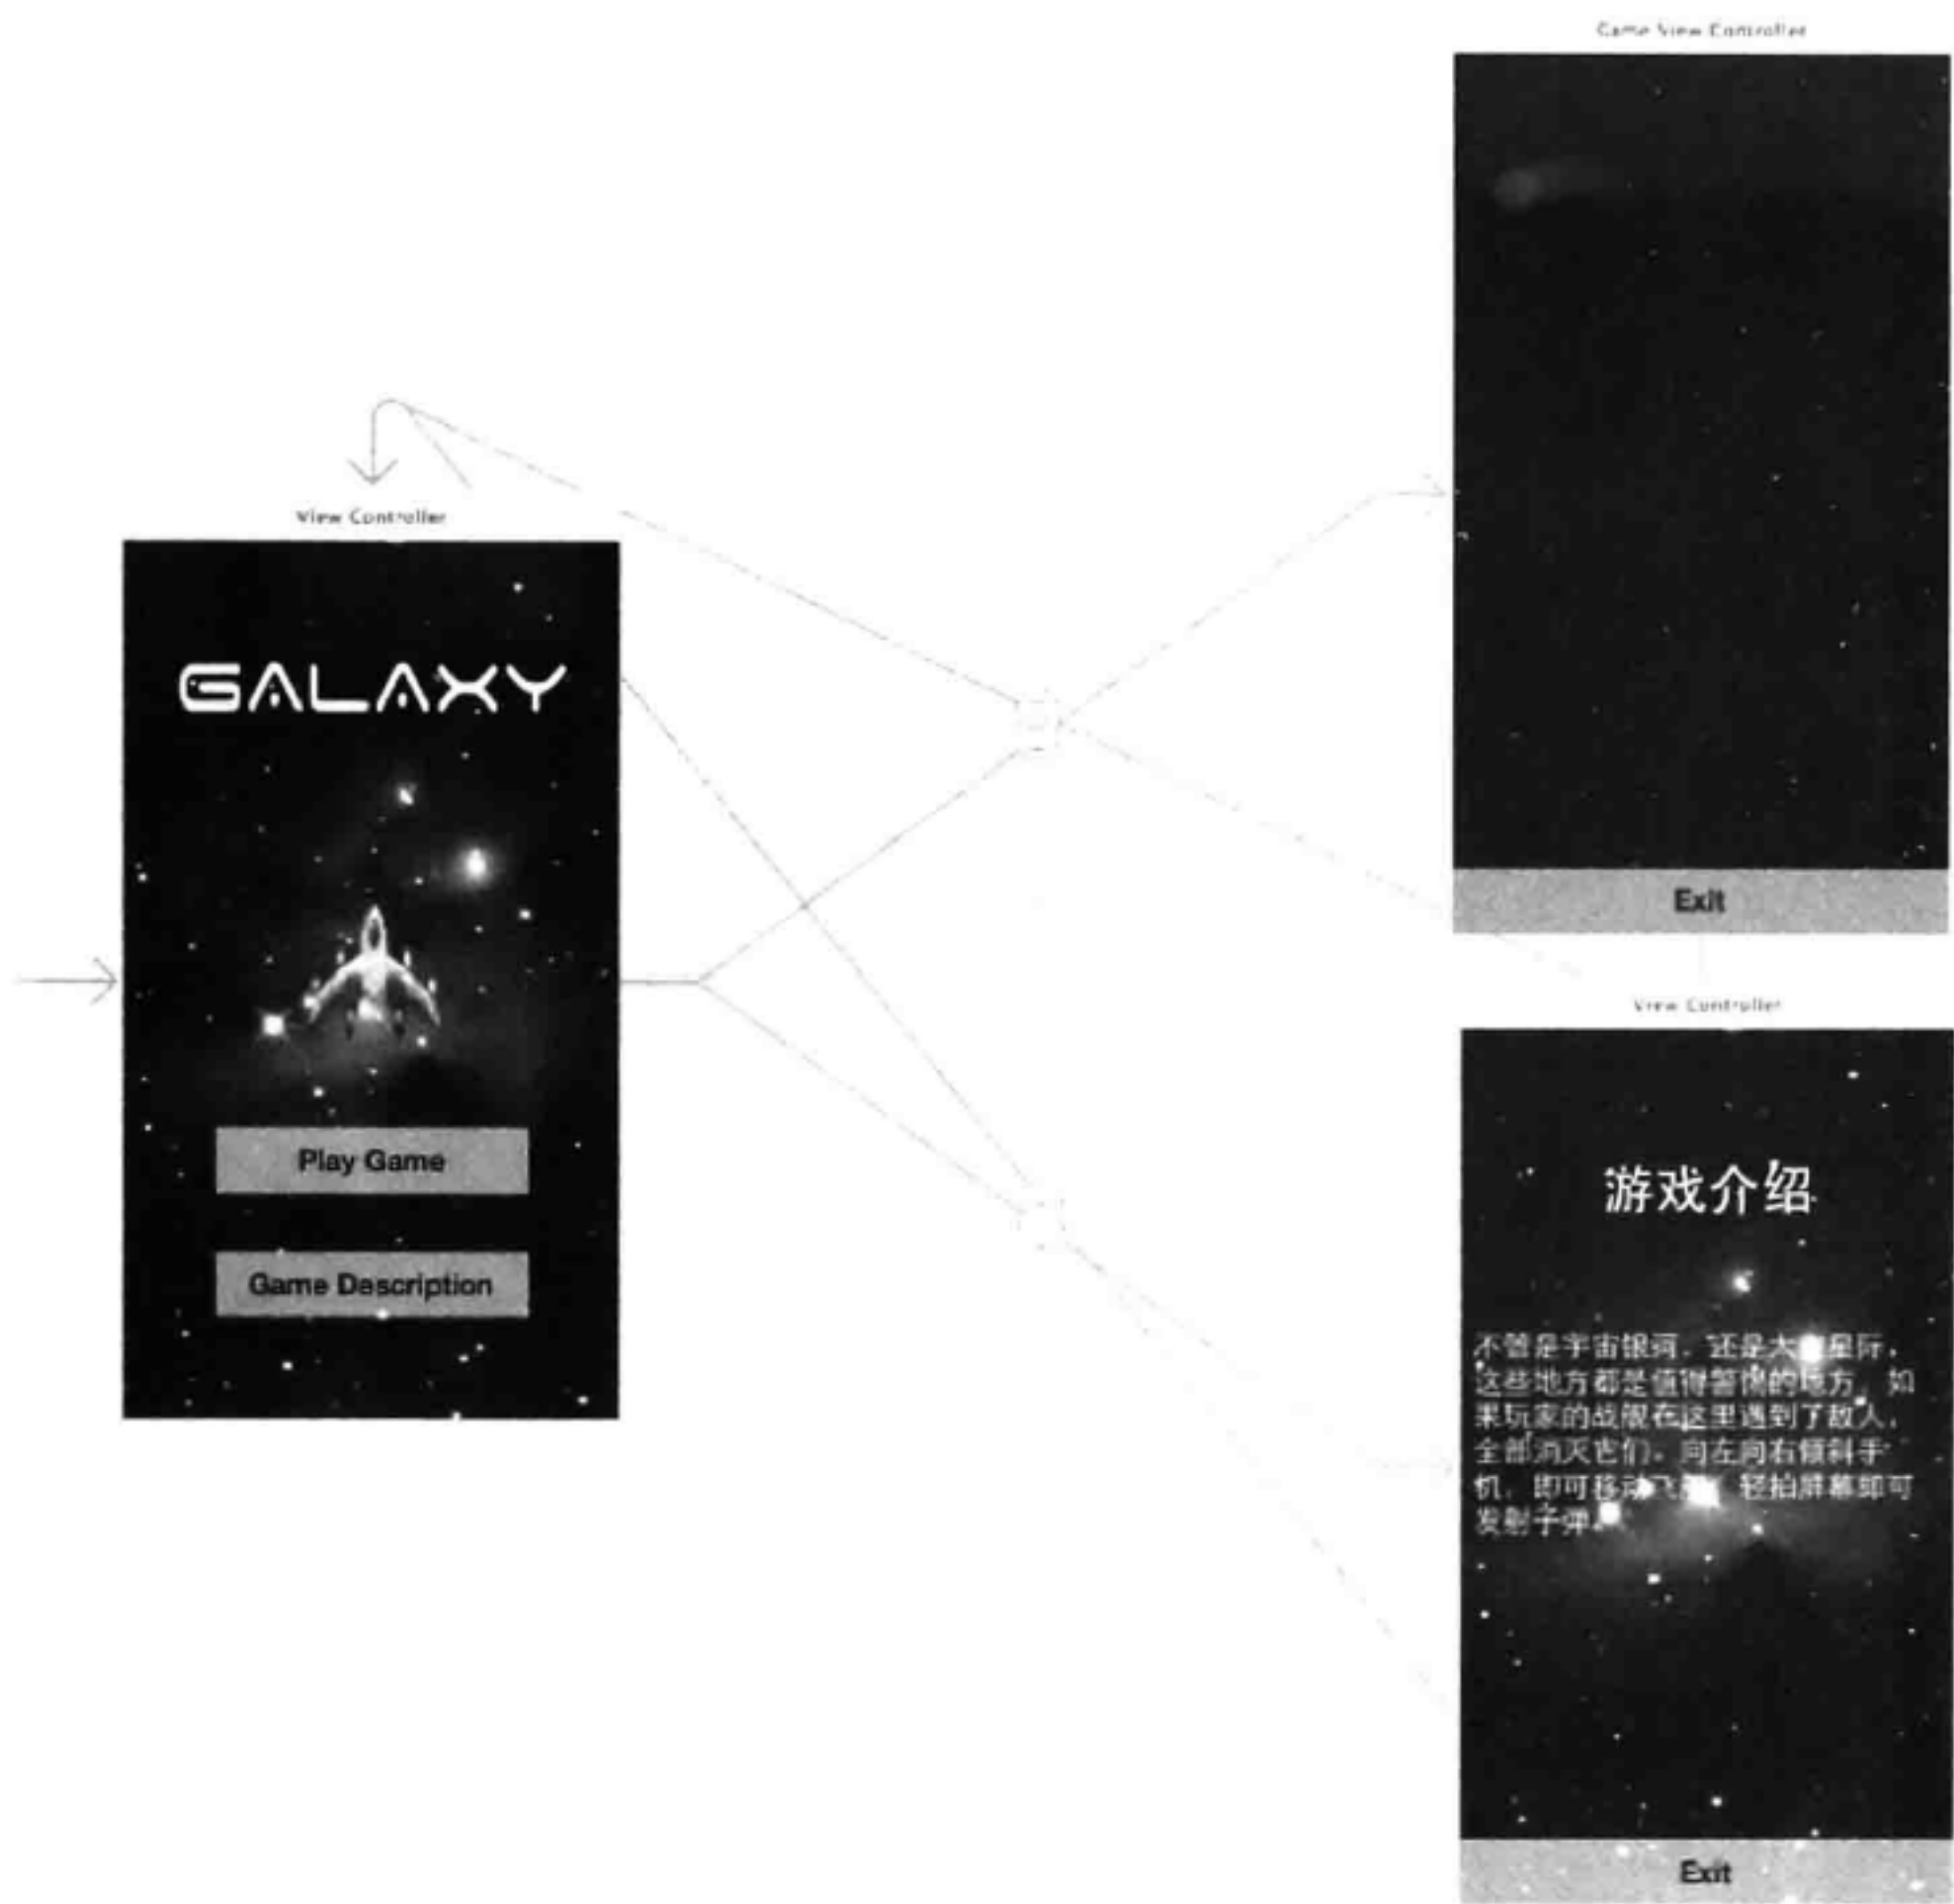 Game View Controller
Exit
View Controller
GALAXY
Play Game
Game Description
View Controller
游戏介绍
不管是宇宙银河，还是大星际，
这些地方都是值得警惕的地方，如
果玩家的战舰在这里遇到了敌人，
全部消灭它们。向左向右倾斜手
机，即可移动飞，轻拍屏幕即可
发射子弹。
Exit